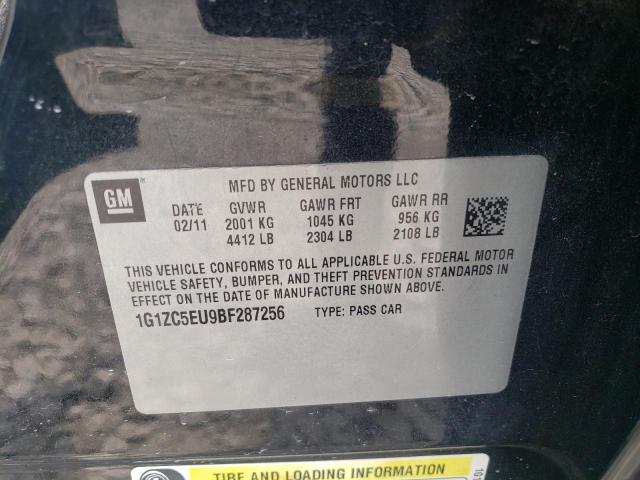 GM
MFD BY GENERAL MOTORS LLC
DATE GVWR GAWR FRT GAWR RR
02/11 2001 KG 1045 KG 956 KG
4412 LB 2304 LB 2108 LB
THIS VEHICLE CONFORMS TO ALL APPLICABLE U.S. FEDERAL MOTOR
VEHICLE SAFETY, BUMPER, AND THEFT PREVENTION STANDARDS IN
EFFECT ON THE DATE OF MANUFACTURE SHOWN ABOVE.
1G1ZC5EU9BF287256 TYPE: PASS CAR
TIRE AND LOADING INFORMATION